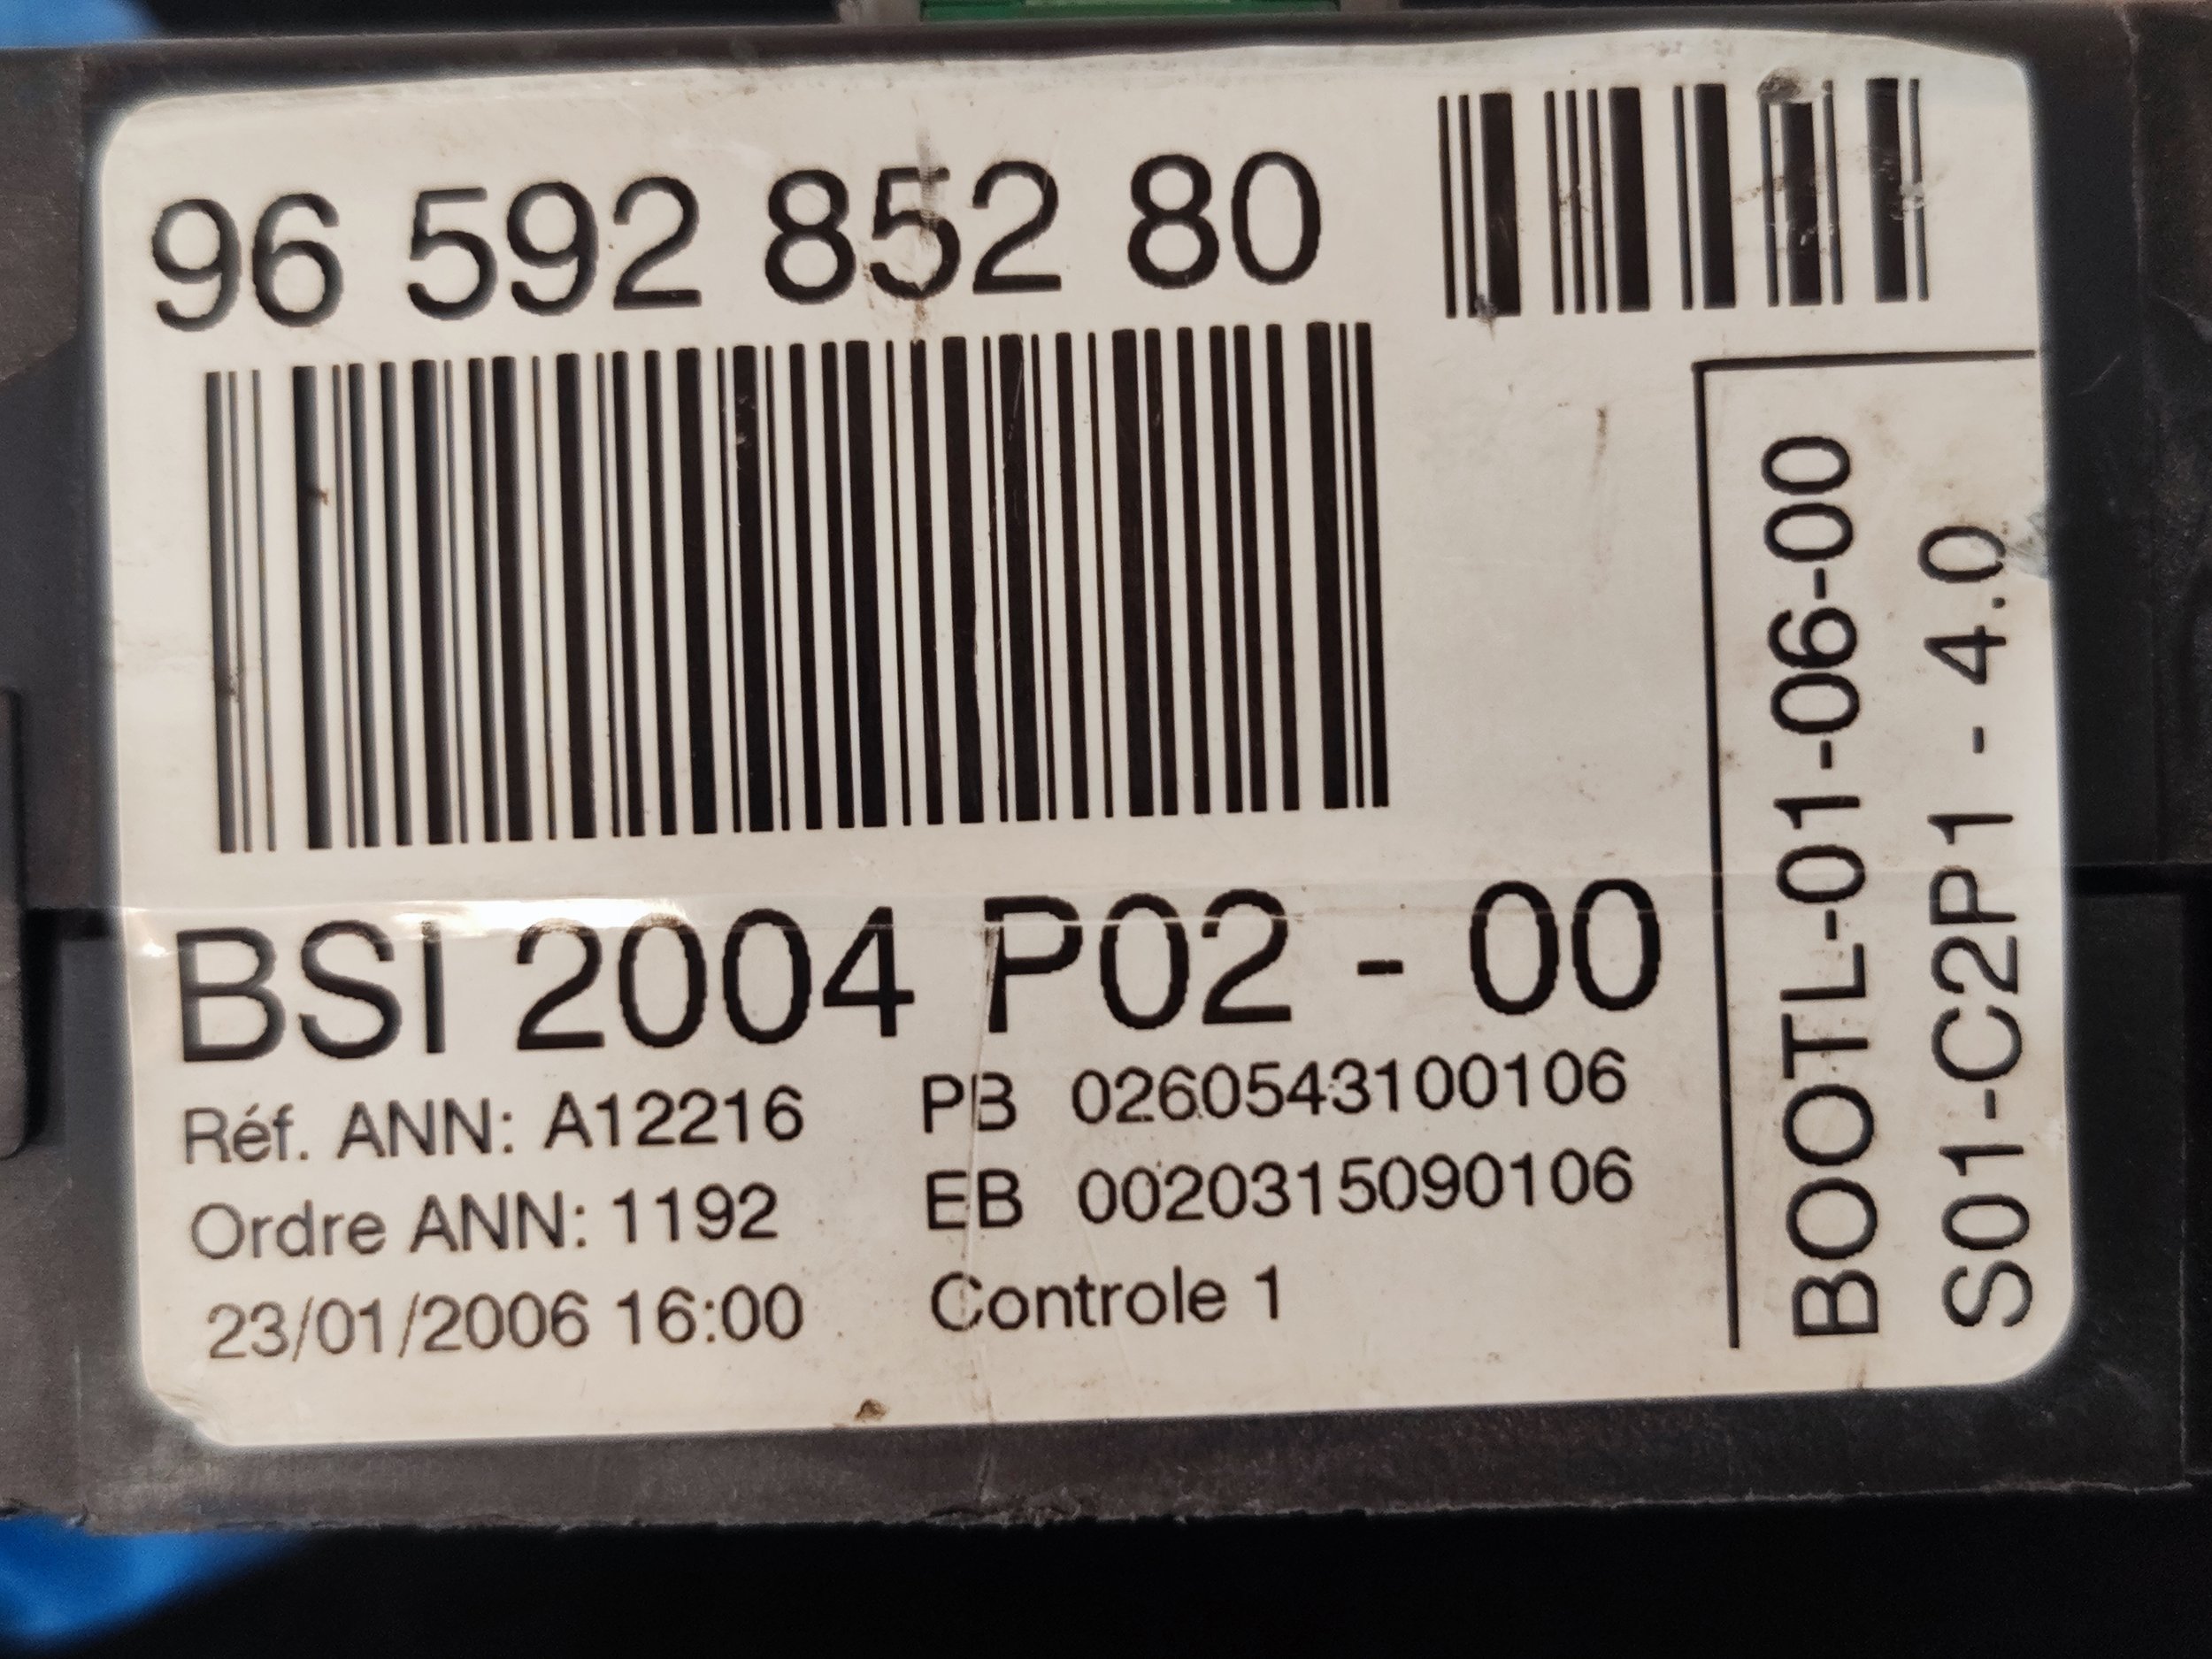 96 592 852 80
BSI 2004 P02 - 00
Réf. ANN: A12216
PB 0260543100106
Ordre ANN: 1192
EB 0020315090106
23/01/2006 16:00
Controle 1
BOOTL-01-06-00
S01-C2P1 - 4.0